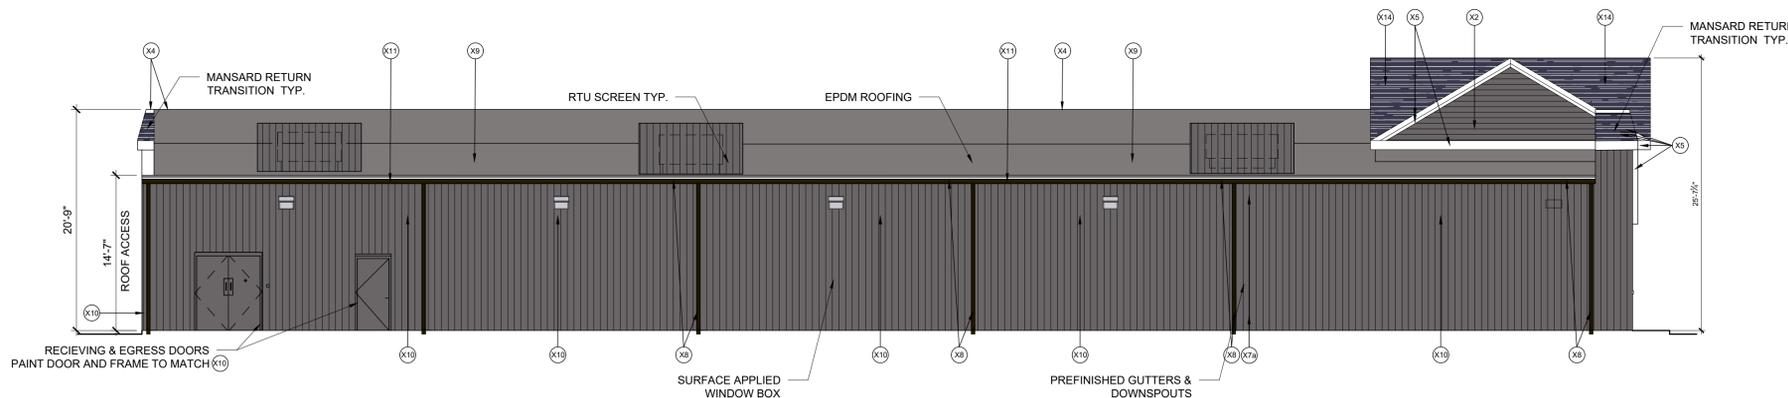 X14
X5
X2
X14
MANSARD RETUR
TRANSITION TYP.
X4
X11
X9
X11
X4
X9
MANSARD RETURN
TRANSITION TYP.
RTU SCREEN TYP.
EPDM ROOFING
X5
20'-9"
14'-7"
ROOF ACCESS
25'-7¼"
X10
RECIEVING & EGRESS DOORS
PAINT DOOR AND FRAME TO MATCH X10
X10
X10
X8
X10
X8
X10
X8
X7a
X10
X8
SURFACE APPLIED
WINDOW BOX
PREFINISHED GUTTERS &
DOWNSPOUTS